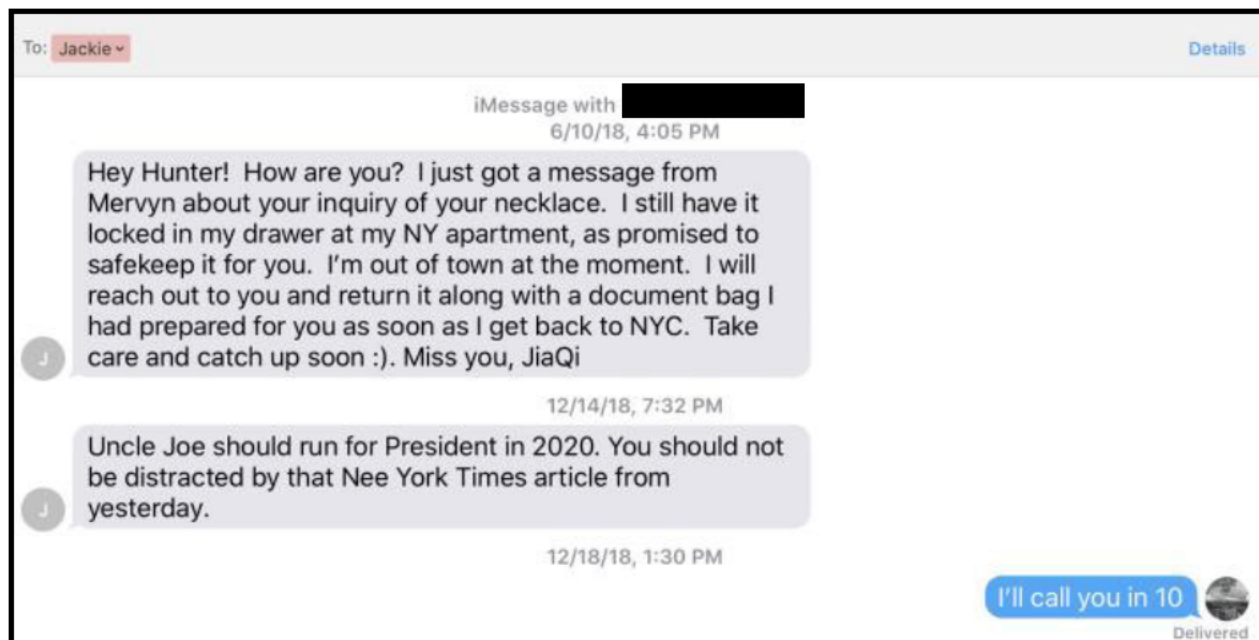 To: Jackie
Details
iMessage with
6/10/18, 4:05 PM
Hey Hunter!  How are you?  I just got a message from
Mervyn about your inquiry of your necklace.  I still have it
locked in my drawer at my NY apartment, as promised to
safekeep it for you.  I'm out of town at the moment.  I will
reach out to you and return it along with a document bag I
had prepared for you as soon as I get back to NYC.  Take
care and catch up soon :). Miss you, JiaQi
J
12/14/18, 7:32 PM
Uncle Joe should run for President in 2020. You should not
be distracted by that Nee York Times article from
yesterday.
J
12/18/18, 1:30 PM
I'll call you in 10
Delivered